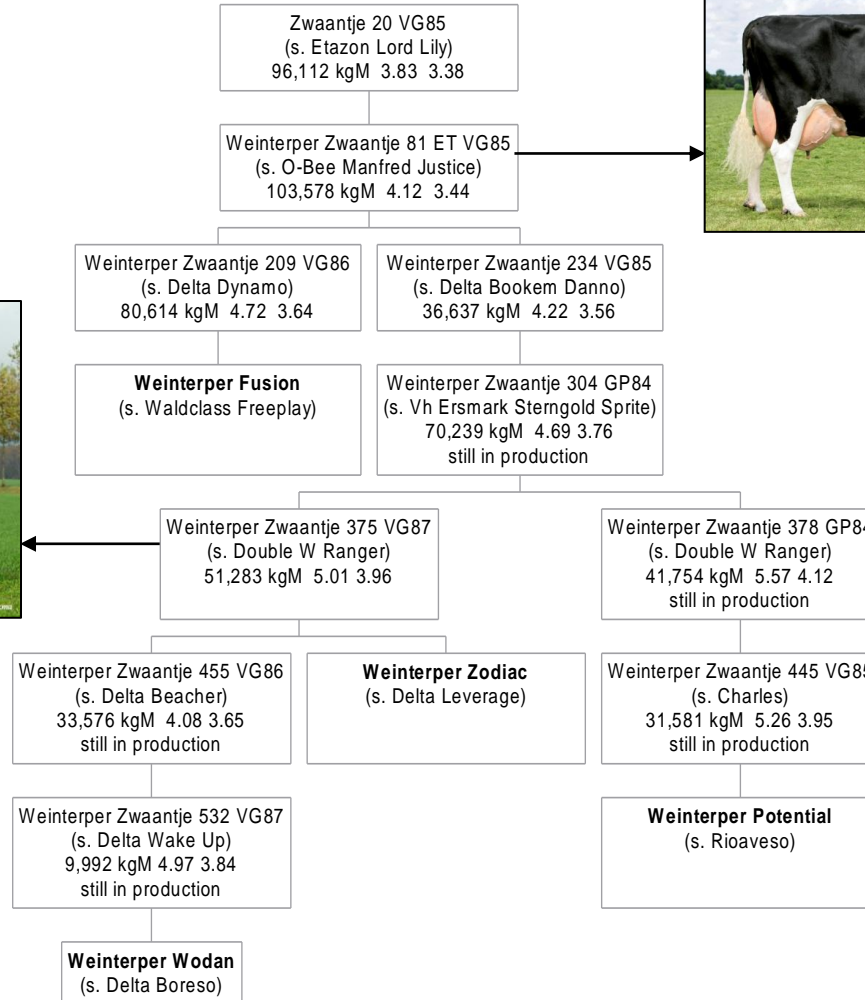 Zwaantje 20 VG85
(s. Etazon Lord Lily)
96,112 kgM 3.83 3.38
Weinterper Zwaantje 81 ET VG85
(s. O-Bee Manfred Justice)
103,578 kgM 4.12 3.44
Weinterper Zwaantje 209 VG86
(s. Delta Dynamo)
80,614 kgM 4.72 3.64
Weinterper Zwaantje 234 VG85
(s. Delta Bookem Danno)
36,637 kgM 4.22 3.56
Weinterper Fusion
(s. Waldclass Freeplay)
Weinterper Zwaantje 304 GP84
(s. Vh Ersmark Sterngold Sprite)
70,239 kgM 4.69 3.76
still in production
Weinterper Zwaantje 375 VG87
(s. Double W Ranger)
51,283 kgM 5.01 3.96
Weinterper Zwaantje 378 GP84
(s. Double W Ranger)
41,754 kgM 5.57 4.12
still in production
Weinterper Zwaantje 455 VG86
(s. Delta Beacher)
33,576 kgM 4.08 3.65
still in production
Weinterper Zodiac
(s. Delta Leverage)
Weinterper Zwaantje 445 VG85
(s. Charles)
31,581 kgM 5.26 3.95
still in production
Weinterper Zwaantje 532 VG87
(s. Delta Wake Up)
9,992 kgM 4.97 3.84
still in production
Weinterper Potential
(s. Rioaveso)
Weinterper Wodan
(s. Delta Boreso)